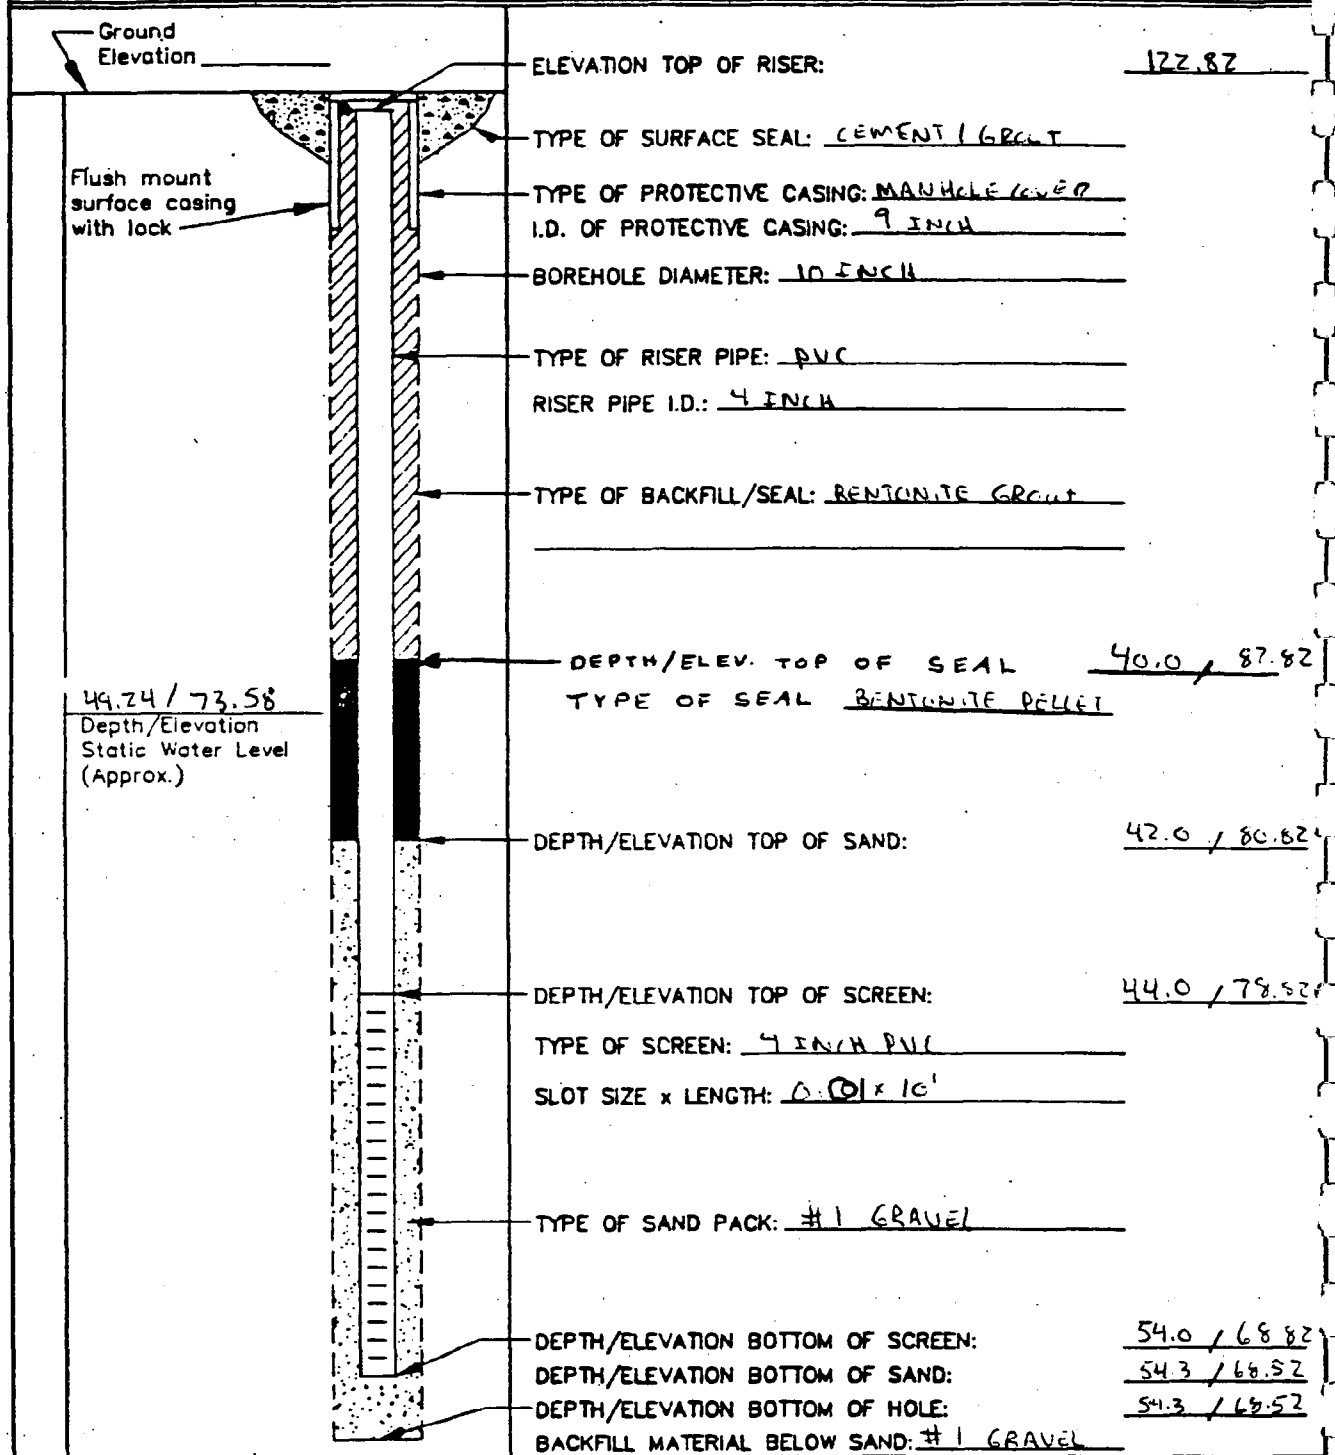 Ground
Elevation
ELEVATION TOP OF RISER: 122.82
TYPE OF SURFACE SEAL: CEMENT / GROUT
Flush mount
surface casing
with lock
TYPE OF PROTECTIVE CASING: MANHOLE COVER
I.D. OF PROTECTIVE CASING: 9 INCH
BOREHOLE DIAMETER: 10 INCH
TYPE OF RISER PIPE: PVC
RISER PIPE I.D.: 4 INCH
TYPE OF BACKFILL/SEAL: BENTONITE GROUT
DEPTH/ELEV. TOP OF SEAL 40.0 / 87.82
TYPE OF SEAL BENTONITE PELLET
49.24 / 73.58
Depth/Elevation
Static Water Level
(Approx.)
DEPTH/ELEVATION TOP OF SAND: 42.0 / 80.82
DEPTH/ELEVATION TOP OF SCREEN: 44.0 / 78.82
TYPE OF SCREEN: 4 INCH PVC
SLOT SIZE x LENGTH: x 10'
TYPE OF SAND PACK: #1 GRAVEL
DEPTH/ELEVATION BOTTOM OF SCREEN: 54.0 / 68.82
DEPTH/ELEVATION BOTTOM OF SAND: 54.3 / 68.52
DEPTH/ELEVATION BOTTOM OF HOLE: 54.3 / 68.52
BACKFILL MATERIAL BELOW SAND: #1 GRAVEL